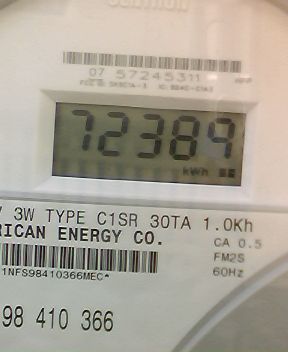 07 57245311
72389
kWh
3W TYPE C1SR 30TA 1.0Kh
RICAN ENERGY CO.
CA 0.5
FM2S
60Hz
1NFS98410366MEC*
98 410 366